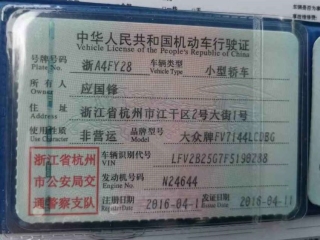 中华人民共和国机动车行驶证
Vehicle License of the People's Republic of China
号牌号码 浙A4FY28 车辆类型 小型轿车
Plate No. Vehicle Type
所有人 应国锋
Owner
住址 浙江省杭州市江干区2号大街1号
Address
使用性质 非营运 品牌型号 大众牌FV7144LCDBG
Use Character Model
浙江省杭州
市公安局交
通警察支队
车辆识别代号 LFV2B25G7F5198288
VIN
发动机号码 N24644
Engine No.
注册日期 2016-04-11 发证日期 2016-04-11
Register Date Issue Date